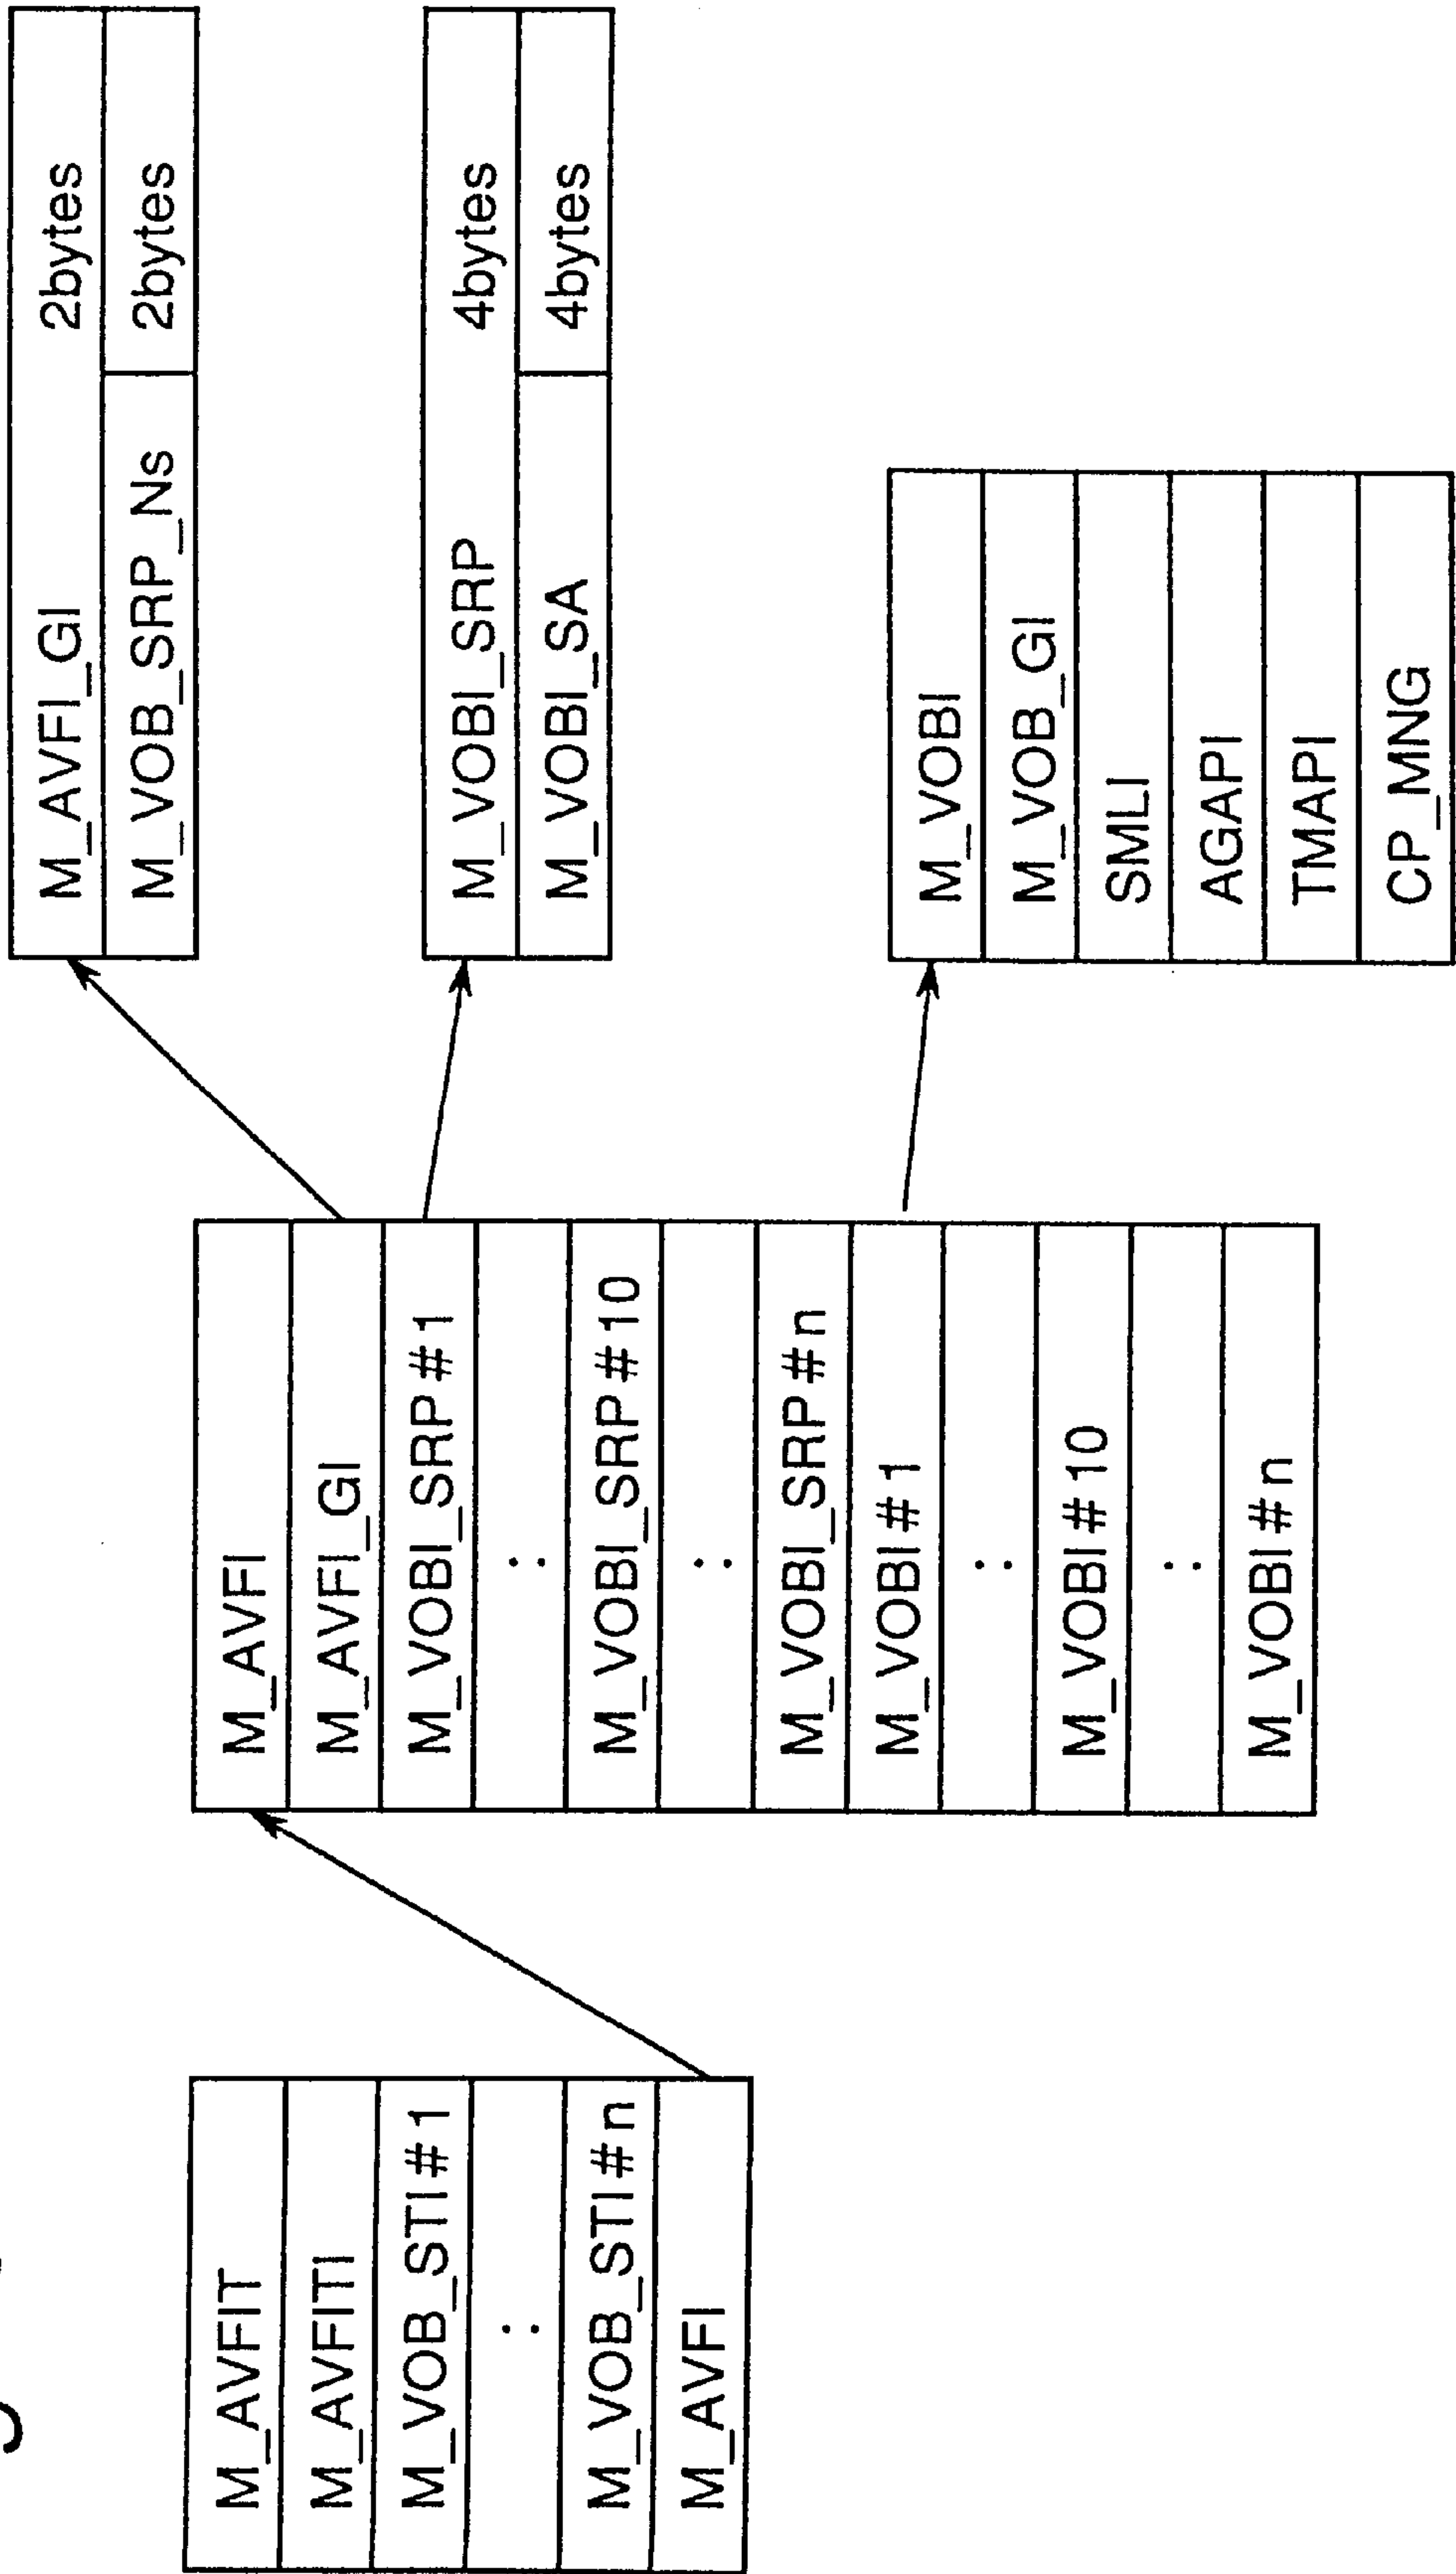 M_AVFIT
M_AVFITI
M_VOB_STI#1
:
M_VOB_STI#n
M_AVFI
M_AVFI
M_AVFI_GI
M_VOBI_SRP#1
:
M_VOBI_SRP#10
:
M_VOBI_SRP#n
M_VOBI#1
:
M_VOBI#10
:
M_VOBI#n
M_AVFI_GI 2bytes
M_VOB_SRP_Ns 2bytes
M_VOBI_SRP 4bytes
M_VOBI_SA 4bytes
M_VOBI
M_VOB_GI
SMLI
AGAPI
TMAPI
CP_MNG